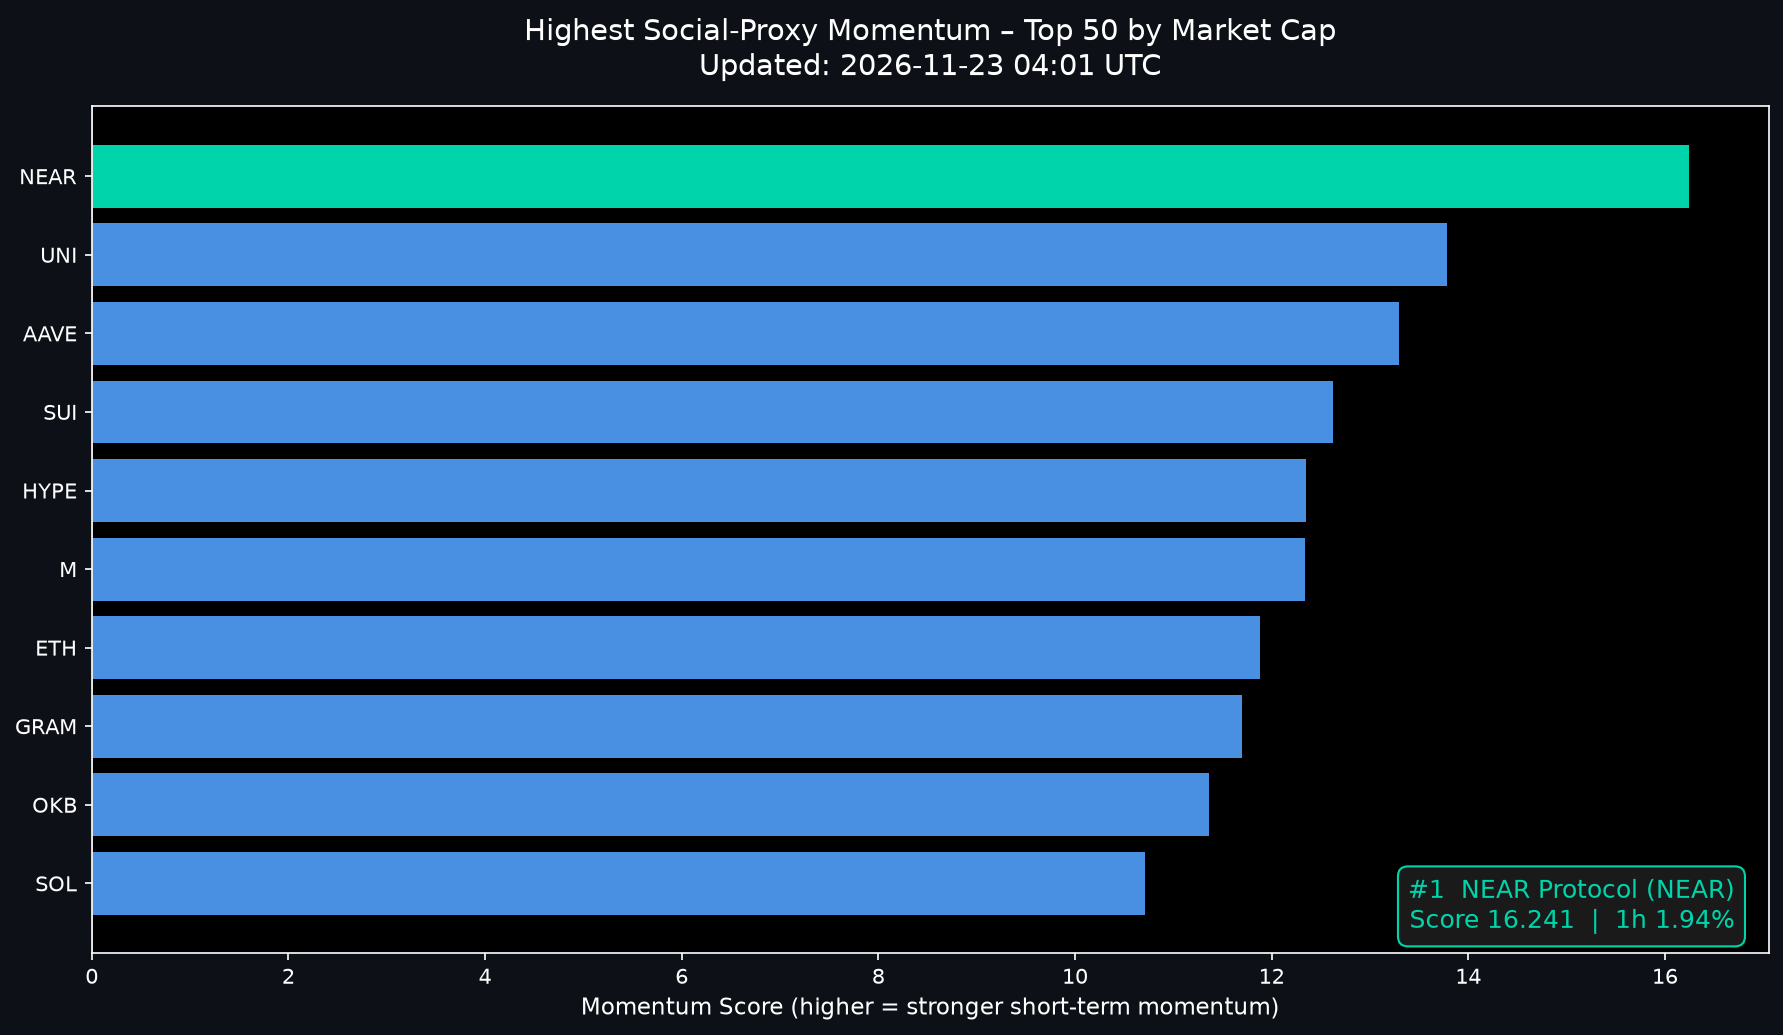 Highest Social-Proxy Momentum – Top 50 by Market Cap
Updated: 2026-11-23 04:01 UTC
NEAR
UNI
AAVE
SUI
HYPE
M
ETH
GRAM
OKB
SOL
#1  NEAR Protocol (NEAR)
Score 16.241  |  1h 1.94%
0 2 4 6 8 10 12 14 16
Momentum Score (higher = stronger short-term momentum)